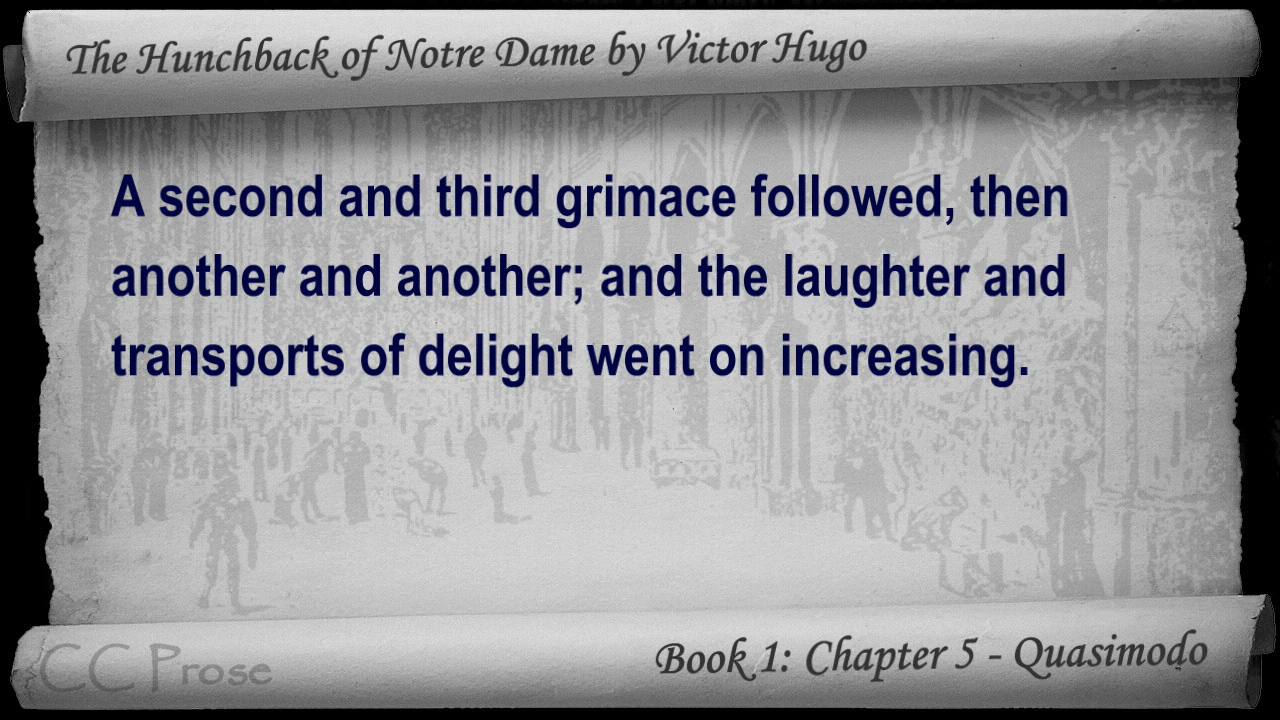 The Hunchback of Notre Dame by Victor Hugo
A second and third grimace followed, then
another and another; and the laughter and
transports of delight went on increasing.
CC Prose
Book 1: Chapter 5 - Quasimodo